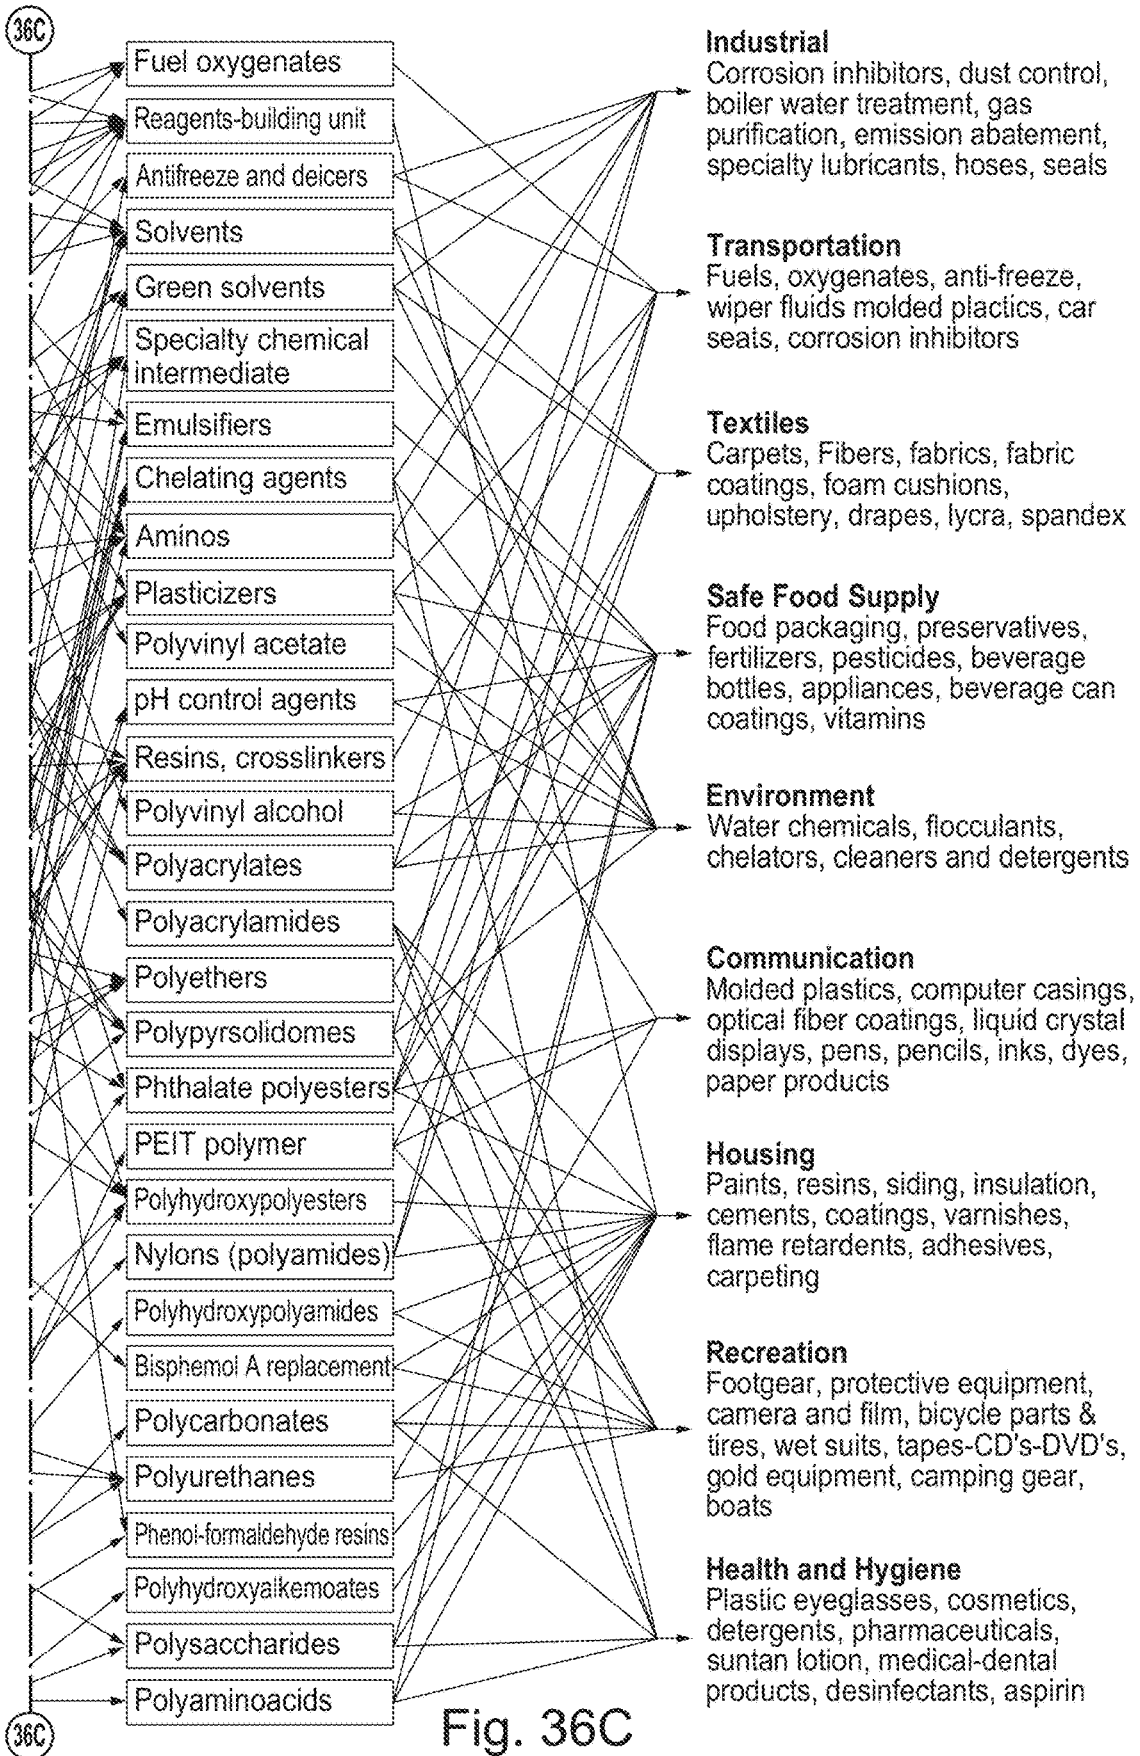 36C
Fuel oxygenates
Reagents-building unit
Antifreeze and deicers
Solvents
Green solvents
Specialty chemical
intermediate
Emulsifiers
Chelating agents
Aminos
Plasticizers
Polyvinyl acetate
pH control agents
Resins, crosslinkers
Polyvinyl alcohol
Polyacrylates
Polyacrylamides
Polyethers
Polypyrsolidomes
Phthalate polyesters
PEIT polymer
Polyhydroxypolyesters
Nylons (polyamides)
Polyhydroxypolyamides
Bisphemol A replacement
Polycarbonates
Polyurethanes
Phenol-formaldehyde resins
Polyhydroxyalkemoates
Polysaccharides
Polyaminoacids
36C
Industrial
Corrosion inhibitors, dust control,
boiler water treatment, gas
purification, emission abatement,
specialty lubricants, hoses, seals
Transportation
Fuels, oxygenates, anti-freeze,
wiper fluids molded plactics, car
seats, corrosion inhibitors
Textiles
Carpets, Fibers, fabrics, fabric
coatings, foam cushions,
upholstery, drapes, lycra, spandex
Safe Food Supply
Food packaging, preservatives,
fertilizers, pesticides, beverage
bottles, appliances, beverage can
coatings, vitamins
Environment
Water chemicals, flocculants,
chelators, cleaners and detergents
Communication
Molded plastics, computer casings,
optical fiber coatings, liquid crystal
displays, pens, pencils, inks, dyes,
paper products
Housing
Paints, resins, siding, insulation,
cements, coatings, varnishes,
flame retardents, adhesives,
carpeting
Recreation
Footgear, protective equipment,
camera and film, bicycle parts &
tires, wet suits, tapes-CD's-DVD's,
gold equipment, camping gear,
boats
Health and Hygiene
Plastic eyeglasses, cosmetics,
detergents, pharmaceuticals,
suntan lotion, medical-dental
products, desinfectants, aspirin
Fig. 36C